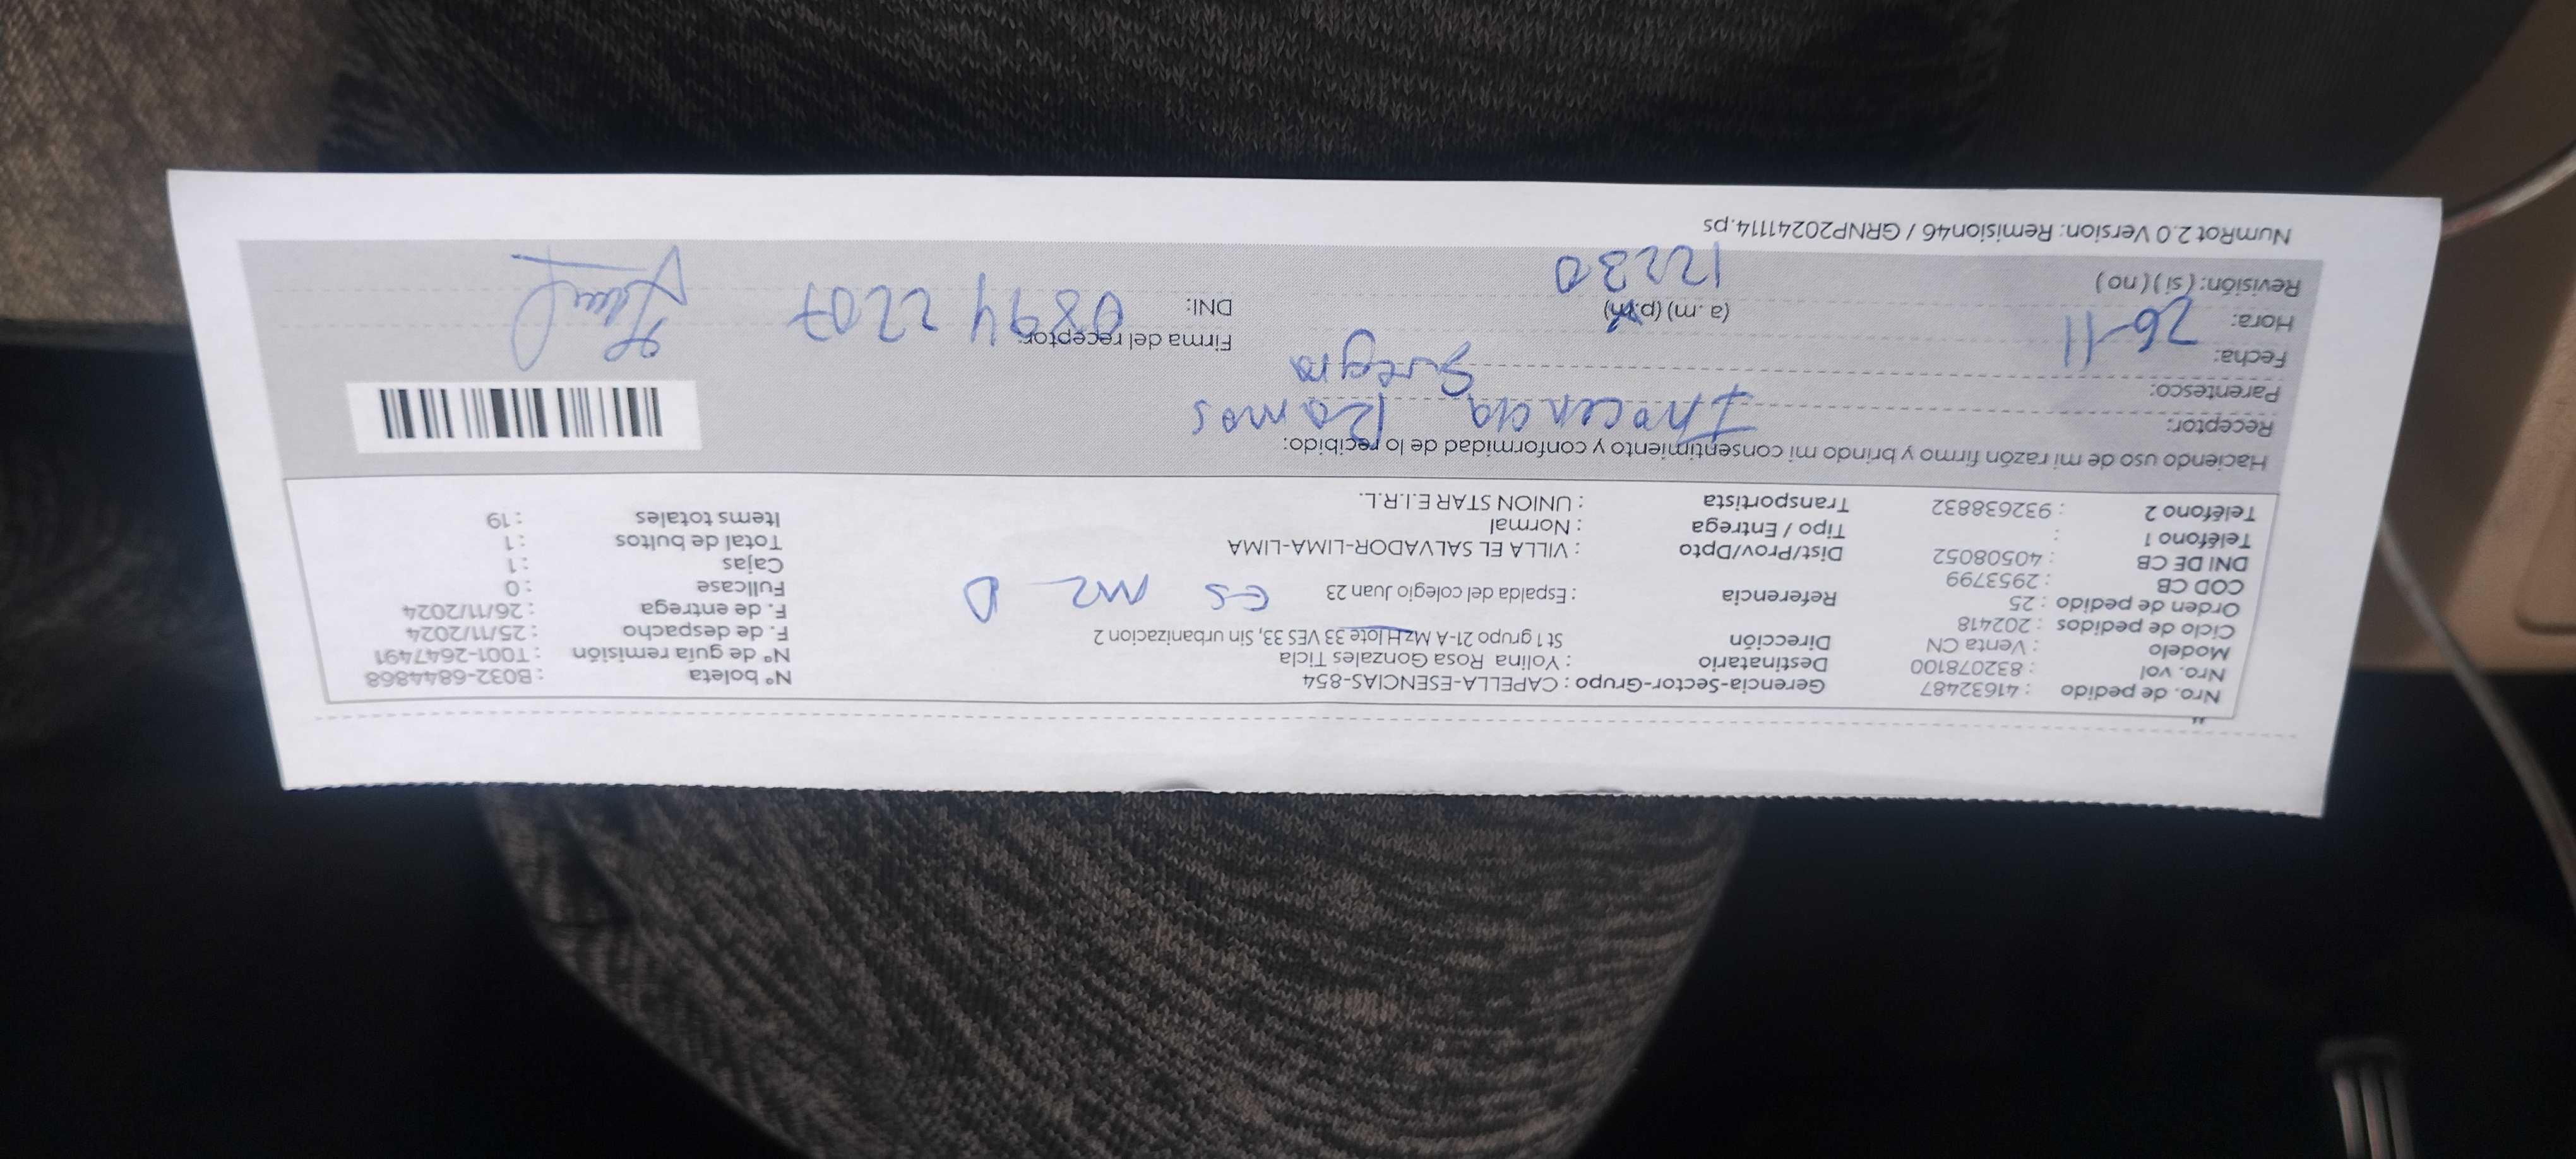 Nro. de pedido : 41632487
Nro. vol : 832078100
Modelo : Venta CN
Ciclo de pedidos : 202418
Orden de pedido : 25
COD CB : 2953799
DNI DE CB : 40508052
Teléfono 1 :
Teléfono 2 : 932638832
Gerencia-Sector-Grupo : CAPELLA-ESENCIAS-854
Destinatario : Yolina Rosa Gonzales Ticla
Dirección St 1 grupo 21-A Mz H lote 33 VES 33, Sin urbanizacion 2
Referencia : Espalda del colegio Juan 23
ES MZ D
Dist/Prov/Dpto : VILLA EL SALVADOR-LIMA-LIMA
Tipo / Entrega : Normal
Transportista : UNION STAR E.I.R.L.
N° boleta : B032-6844868
N° de guía remisión : T001-2647491
F. de despacho : 25/11/2024
F. de entrega : 26/11/2024
Fullcase : 0
Cajas : 1
Total de bultos : 1
Items totales : 19
Haciendo uso de mi razón firmo y brindo mi consentimiento y conformidad de lo recibido:
Receptor: Inocencia Ramos
Parentesco: Suegra
Fecha: 26-11
Hora: (a .m) (p.m) 12230
Revisión: ( si ) ( no )
Firma del receptor
DNI: 0894 2207
NumRot 2.0 Version: Remision46 / GRNP20241114.ps